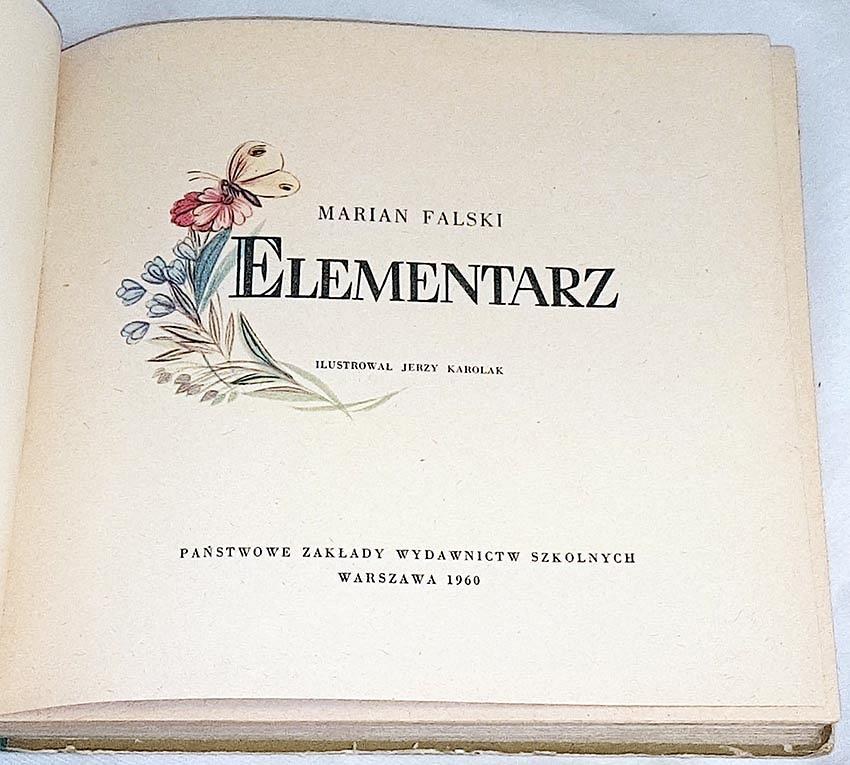 MARIAN FALSKI
ELEMENTARZ
ILUSTROWAŁ JERZY KAROLAK
PAŃSTWOWE ZAKŁADY WYDAWNICTW SZKOLNYCH
WARSZAWA 1960